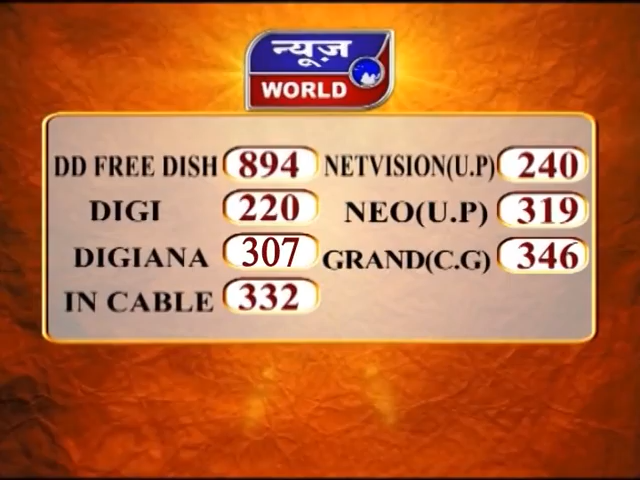 न्यूज़
WORLD
DD FREE DISH 894 NETVISION(U.P) 240
DIGI 220 NEO(U.P) 319
DIGIANA 307 GRAND(C.G) 346
IN CABLE 332